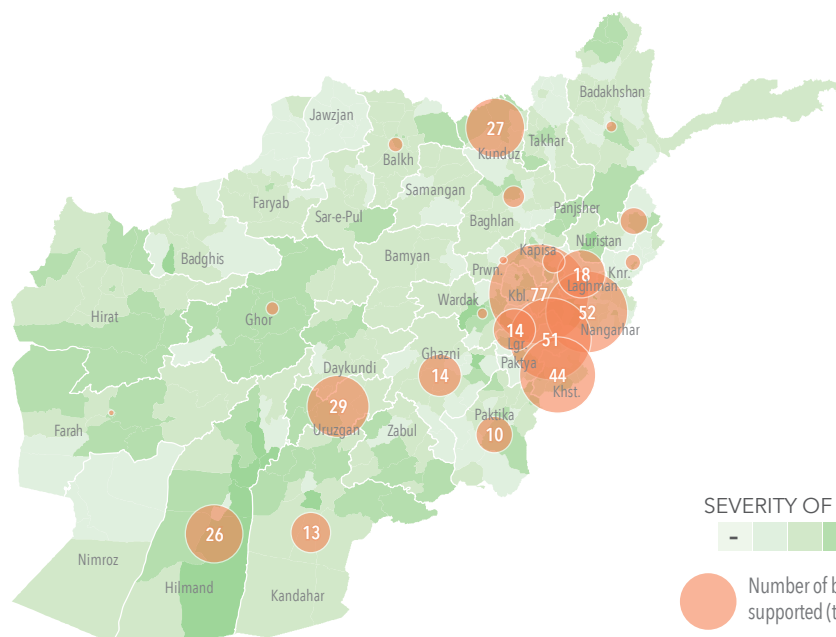 Badakhshan
Jawzjan
27
Takhar
Kunduz
Balkh
Samangan
Faryab
Panjsher
Sar-e-Pul
Baghlan
Nuristan
Kapisa
Badghis
Bamyan
Prwn.
Knr.
18
Laghman
Kbl.
77
Wardak
52
Hirat
Ghor
14
Nangarhar
51
Lgr.
Ghazni
Paktya
Daykundi
14
44
Khst.
29
Paktika
Farah
Uruzgan
Zabul
10
26
13
Nimroz
Hilmand
Kandahar
SEVERITY OF
-
Number of b
supported (t